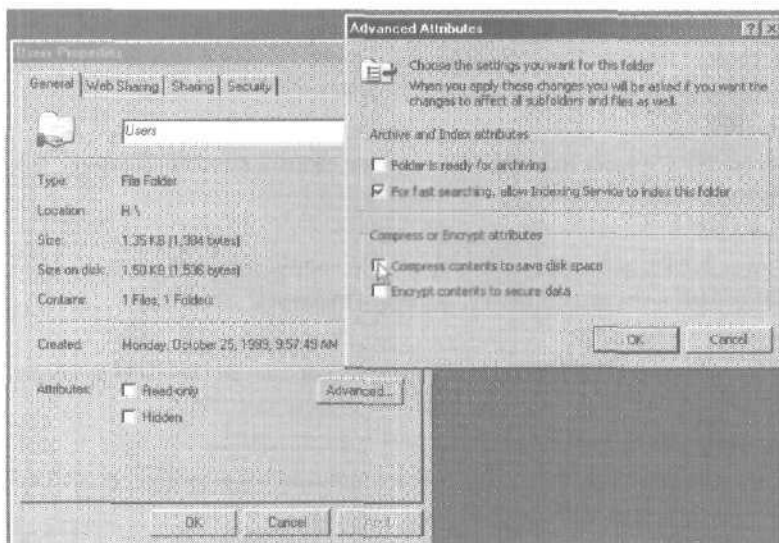 Users Properties
General Web Sharing Sharing Security
Users
Type: File Folder
Location: H:\
Size: 1.35 KB (1,384 bytes)
Size on disk: 1.50 KB (1,536 bytes)
Contains: 1 Files, 1 Folders
Created: Monday, October 25, 1999, 9:57:49 AM
Attributes: Read-only Advanced...
Hidden
OK Cancel Apply
Advanced Attributes
Choose the settings you want for this folder
When you apply these changes you will be asked if you want the
changes to affect all subfolders and files as well.
Archive and Index attributes
Folder is ready for archiving
For fast searching, allow Indexing Service to index this folder
Compress or Encrypt attributes
Compress contents to save disk space
Encrypt contents to secure data
OK Cancel